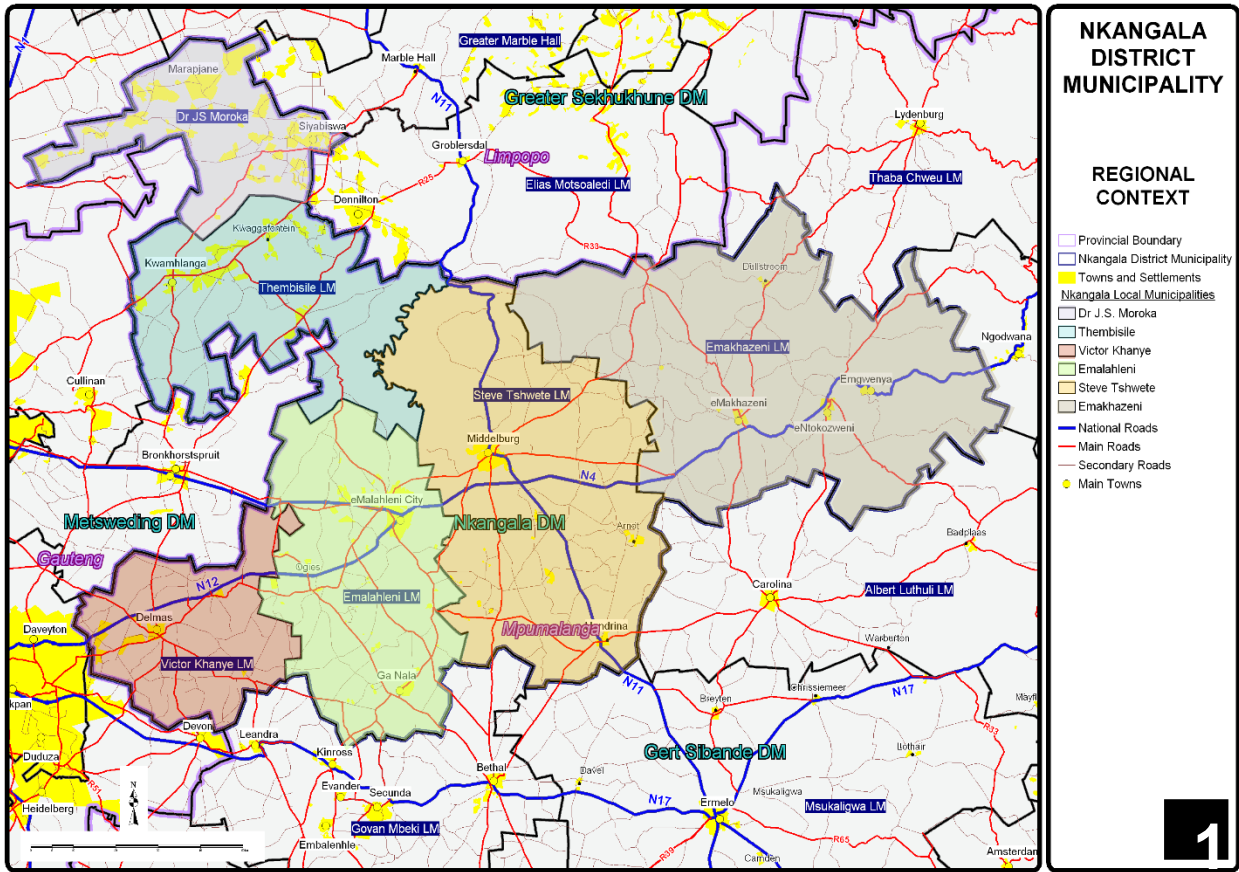 NKANGALA
DISTRICT
MUNICIPALITY
REGIONAL
CONTEXT
Provincial Boundary
Nkangala District Municipality
Towns and Settlements
Nkangala Local Municipalities
Dr J.S. Moroka
Thembisile
Victor Khanye
Emalahleni
Steve Tshwete
Emakhazeni
National Roads
Main Roads
Secondary Roads
Main Towns
1
N1
Greater Marble Hall
Marble Hall
Marapjane
N11
Greater Sekhukhune DM
Dr JS Moroka
Siyabiswa
Lydenburg
Groblersdal
Limpopo
R25
Elias Motsoaledi LM
Thaba Chweu LM
Dennilton
Kwaggafontein
R33
Kwamhlanga
Dullstroom
Thembisile LM
Ngodwana
Emakhazeni LM
Cullinan
Emgwenya
Steve Tshwete LM
eMakhazeni
eNtokozweni
Middelburg
Bronkhorstspruit
N4
eMalahleni City
Metsweding DM
Nkangala DM
Arnot
Badplaas
Gauteng
Ogies
N12
Carolina
Albert Luthuli LM
Emalahleni LM
Delmas
Mpumalanga
Daveyton
Warburton
Victor Khanye LM
Ga Nala
N11
N17
Chrissiemeer
Breyten
kpan
Devon
Leandra
R33
Duduza
Kinross
Gert Sibande DM
Lothair
Bethal
Davel
R51
N
Evander
Msukaligwa
Secunda
N17
Ermelo
Msukaligwa LM
Heidelberg
Govan Mbeki LM
Embalenhle
R39
R65
Camden
Amsterdam